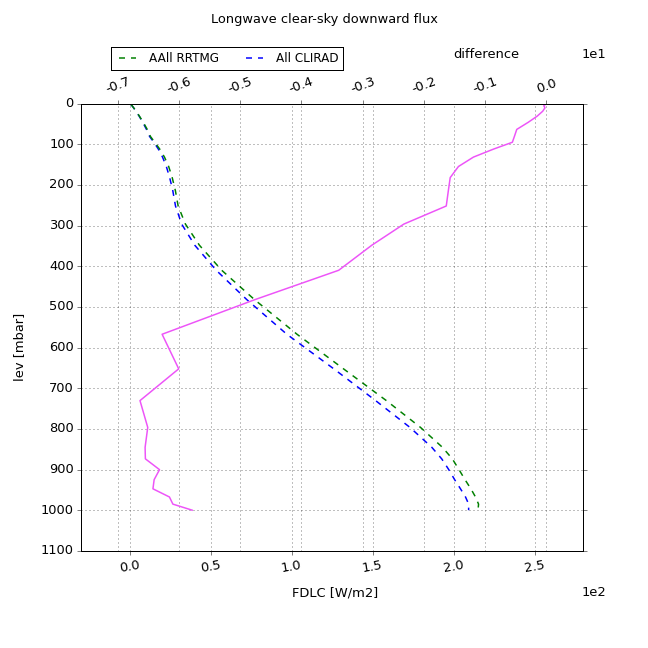 Longwave clear-sky downward flux
AAll RRTMG All CLIRAD
difference 1e1
-0.7 -0.6 -0.5 -0.4 -0.3 -0.2 -0.1 0.0
0
100
200
300
400
500
600
700
800
900
1000
1100
lev [mbar]
0.0 0.5 1.0 1.5 2.0 2.5
FDLC [W/m2] 1e2